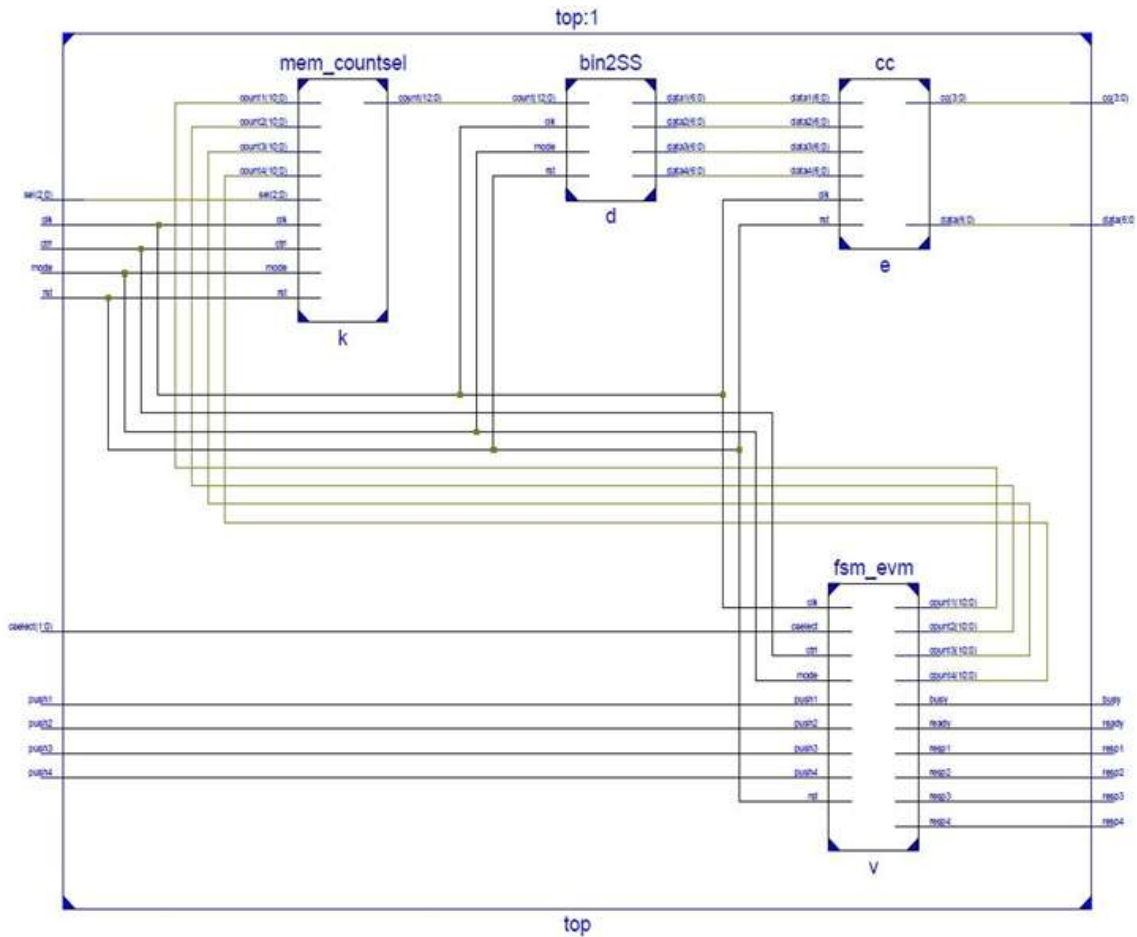 top:1
mem_countsel
bin2SS
cc
count1(10:0)
count(12:0)
count(12:0)
data1(6:0)
data1(6:0)
cc(3:0)
cc(3:0)
count2(10:0)
clk
data2(6:0)
data2(6:0)
count3(10:0)
mode
data3(6:0)
data3(6:0)
count4(10:0)
rst
data4(6:0)
data4(6:0)
sel(2:0)
sel(2:0)
clk
clk
clk
d
rst
data(6:0)
data(6:0
ctrl
ctrl
mode
mode
e
rst
rst
k
fsm_evm
clk
count1(10:0)
cselect(1:0)
cselect
count2(10:0)
ctrl
count3(10:0)
mode
count4(10:0)
push1
push1
busy
busy
push2
push2
ready
ready
push3
push3
resp1
resp1
push4
push4
resp2
resp2
rst
resp3
resp3
resp4
resp4
v
top